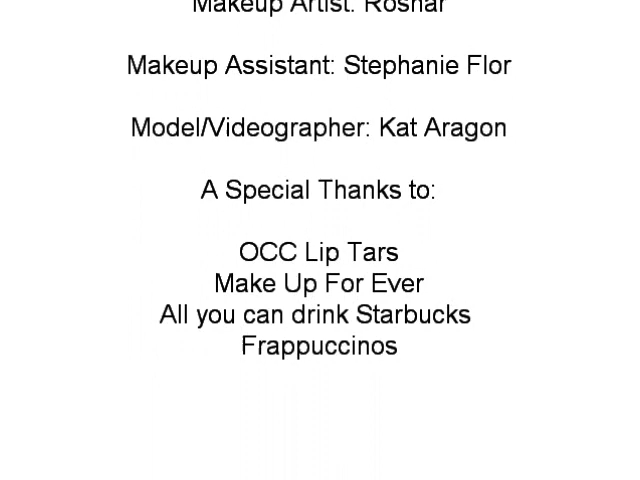 Makeup Artist: Roshar
Makeup Assistant: Stephanie Flor
Model/Videographer: Kat Aragon
A Special Thanks to:
OCC Lip Tars
Make Up For Ever
All you can drink Starbucks
Frappuccinos